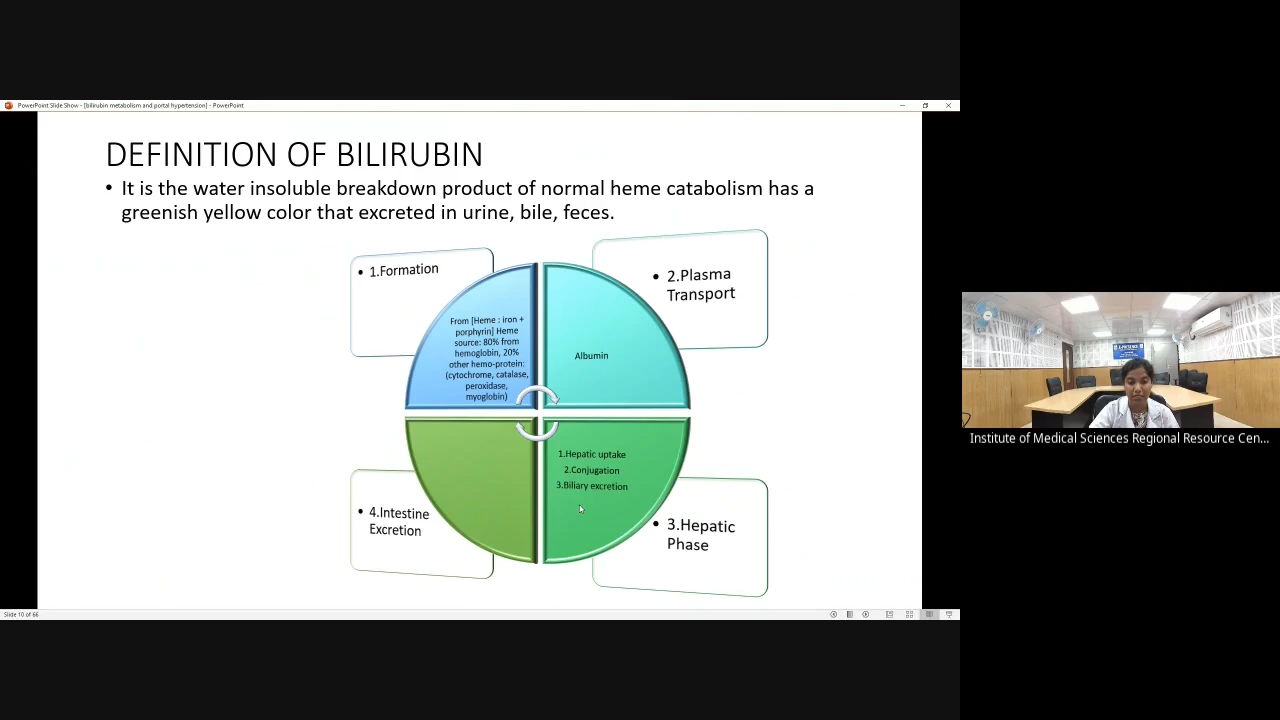 PowerPoint Slide Show - [bilirubin metabolism and portal hypertension] - PowerPoint
DEFINITION OF BILIRUBIN
• It is the water insoluble breakdown product of normal heme catabolism has a
greenish yellow color that excreted in urine, bile, feces.
• 1.Formation
From [Heme : iron +
porphyrin] Heme
source: 80% from
hemoglobin, 20%
other hemo-protein:
(cytochrome, catalase,
peroxidase,
myoglobin)
• 2.Plasma
Transport
Albumin
1.Hepatic uptake
2.Conjugation
3.Biliary excretion
• 3.Hepatic
Phase
• 4.Intestine
Excretion
Slide 10 of 66
Institute of Medical Sciences Regional Resource Cen...